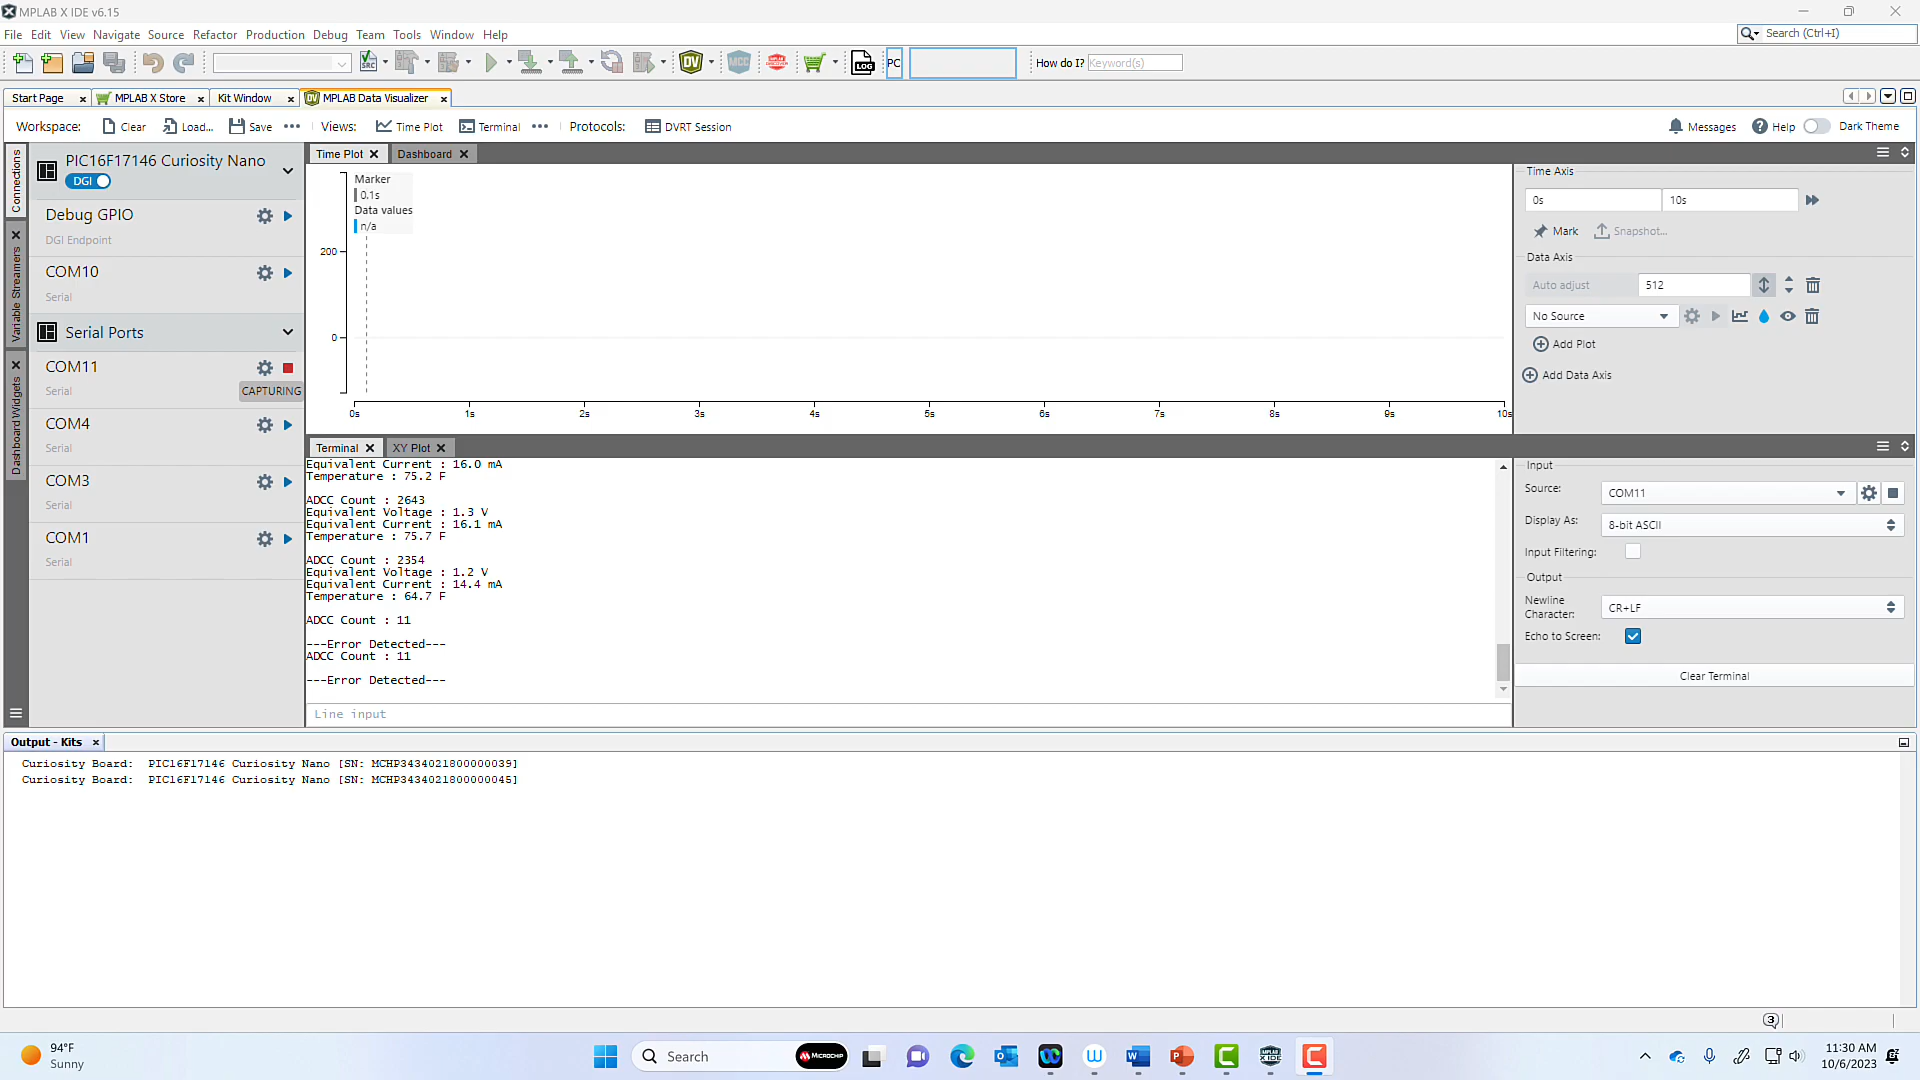 MPLAB X IDE v6.15
File Edit View Navigate Source Refactor Production Debug Team Tools Window Help
Search (Ctrl+I)
SRC DV MCC LOG PC How do I? Keyword(s)
Start Page MPLAB X Store Kit Window DV MPLAB Data Visualizer
Workspace: Clear Load... Save Views: Time Plot Terminal Protocols: DVRT Session Messages Help Dark Theme
Connections
Variable Streamers
Dashboard Widgets
PIC16F17146 Curiosity Nano
DGI
Debug GPIO
DGI Endpoint
COM10
Serial
Serial Ports
COM11
Serial CAPTURING
COM4
Serial
COM3
Serial
COM1
Serial
Time Plot Dashboard
Marker
0.1s
Data values
n/a
200
0
0s 1s 2s 3s 4s 5s 6s 7s 8s 9s 10s
Time Axis
0s 10s
Mark Snapshot...
Data Axis
Auto adjust 512
No Source
Add Plot
Add Data Axis
Terminal XY Plot
Equivalent Current : 16.0 mA
Temperature : 75.2 F
ADCC Count : 2643
Equivalent Voltage : 1.3 V
Equivalent Current : 16.1 mA
Temperature : 75.7 F
ADCC Count : 2354
Equivalent Voltage : 1.2 V
Equivalent Current : 14.4 mA
Temperature : 64.7 F
ADCC Count : 11
---Error Detected---
ADCC Count : 11
---Error Detected---
Line input
Input
Source: COM11
Display As: 8-bit ASCII
Input Filtering:
Output
Newline
Character: CR+LF
Echo to Screen:
Clear Terminal
Output - Kits
Curiosity Board: PIC16F17146 Curiosity Nano [SN: MCHP3434021800000039]
Curiosity Board: PIC16F17146 Curiosity Nano [SN: MCHP3434021800000045]
3
94°F
Sunny
Search
MICROCHIP
11:30 AM
10/6/2023